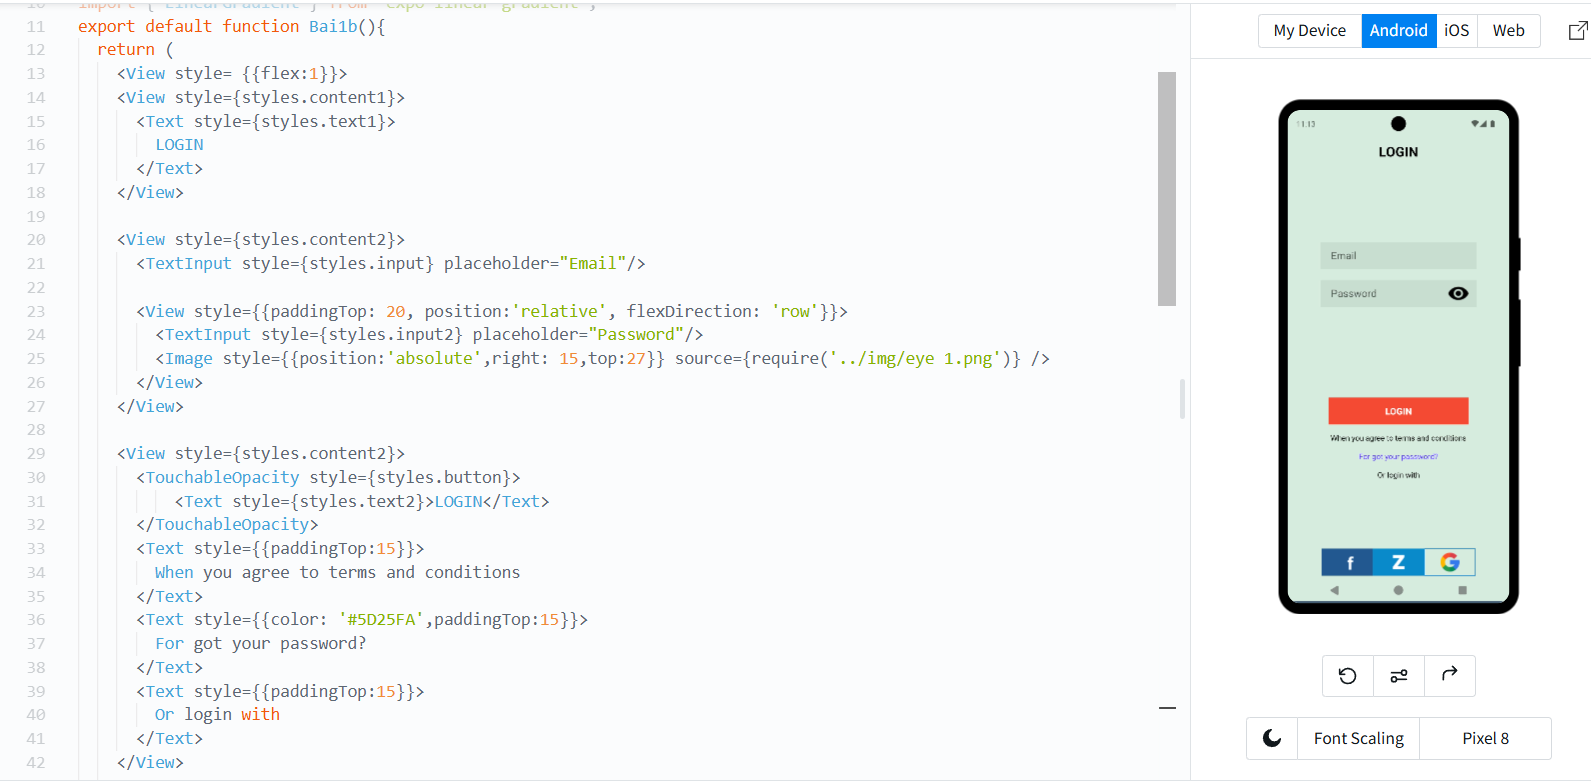 10 import { LinearGradient } from 'expo-linear-gradient';
11 export default function Bai1b(){
12 return (
13 <View style= {{flex:1}}>
14 <View style={styles.content1}>
15 <Text style={styles.text1}>
16 LOGIN
17 </Text>
18 </View>
19
20 <View style={styles.content2}>
21 <TextInput style={styles.input} placeholder="Email"/>
22
23 <View style={{paddingTop: 20, position:'relative', flexDirection: 'row'}}>
24 <TextInput style={styles.input2} placeholder="Password"/>
25 <Image style={{position:'absolute',right: 15,top:27}} source={require('../img/eye 1.png')} />
26 </View>
27 </View>
28
29 <View style={styles.content2}>
30 <TouchableOpacity style={styles.button}>
31 <Text style={styles.text2}>LOGIN</Text>
32 </TouchableOpacity>
33 <Text style={{paddingTop:15}}>
34 When you agree to terms and conditions
35 </Text>
36 <Text style={{color: '#5D25FA',paddingTop:15}}>
37 For got your password?
38 </Text>
39 <Text style={{paddingTop:15}}>
40 Or login with
41 </Text>
42 </View>
My Device Android iOS Web
11:13
LOGIN
Email
Password
LOGIN
When you agree to terms and conditions
For got your password?
Or login with
f Z G
Font Scaling Pixel 8